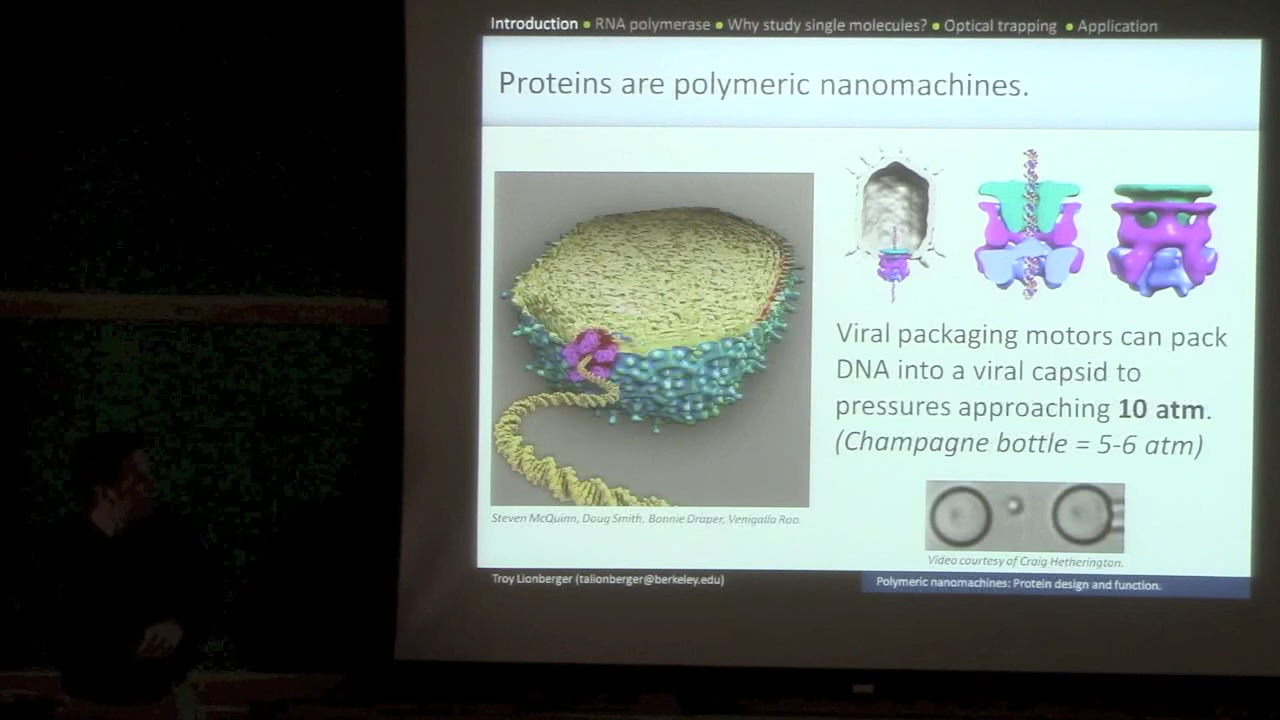 Introduction • RNA polymerase • Why study single molecules? • Optical trapping • Application
Proteins are polymeric nanomachines.
Viral packaging motors can pack
DNA into a viral capsid to
pressures approaching 10 atm.
(Champagne bottle = 5-6 atm)
Steven McQuinn, Doug Smith, Bonnie Draper, Venigalla Rao.
Video courtesy of Craig Hetherington.
Troy Lionberger (talionberger@berkeley.edu)
Polymeric nanomachines: Protein design and function.